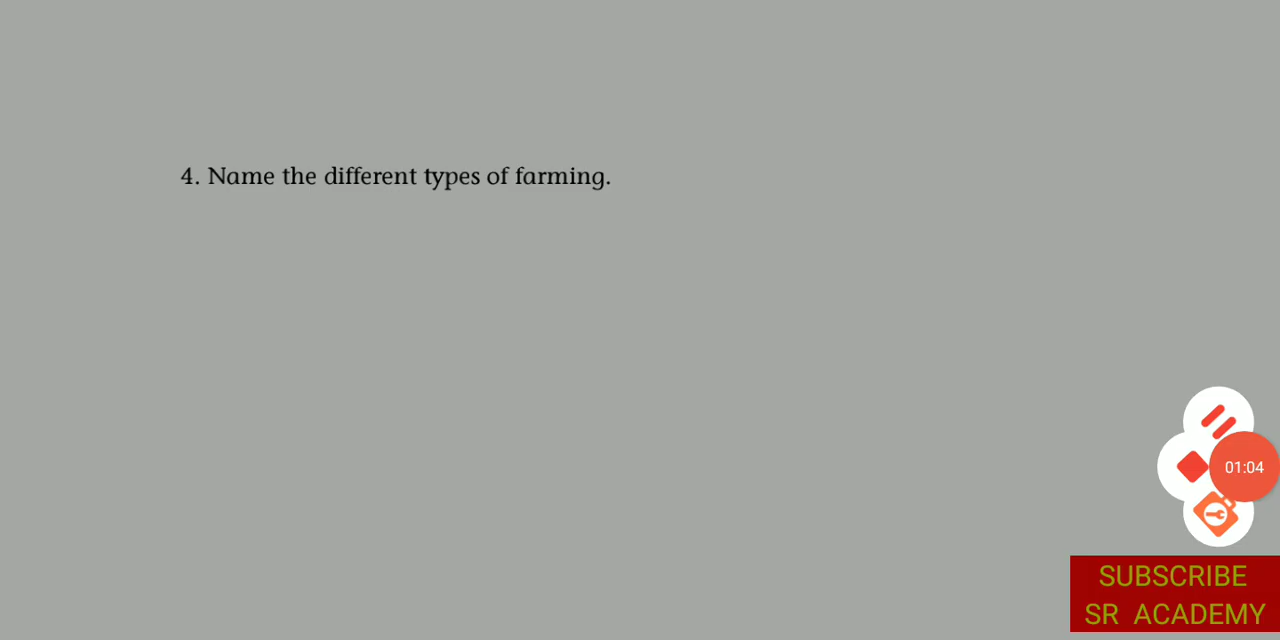 4. Name the different types of farming.
01:04
SUBSCRIBE
SR ACADEMY